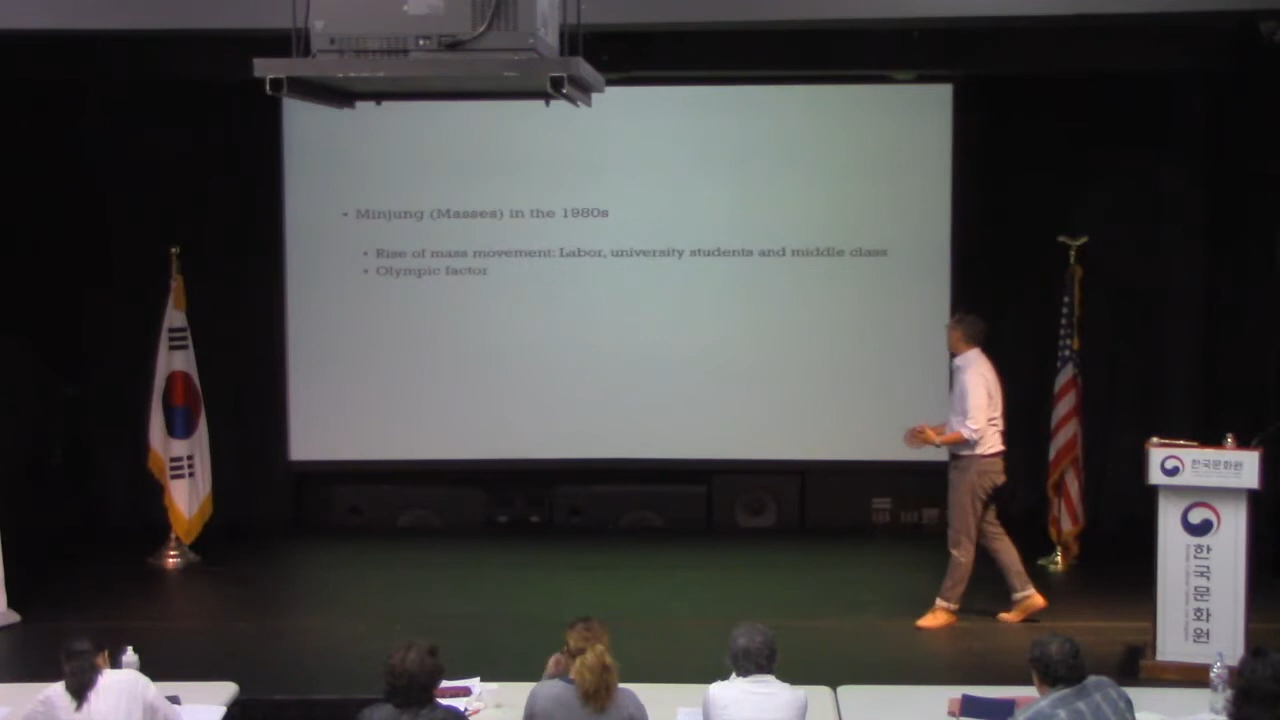 • Minjung (Masses) in the 1980s
• Rise of mass movement: Labor, university students and middle class
• Olympic factor
한국문화원
한국문화원